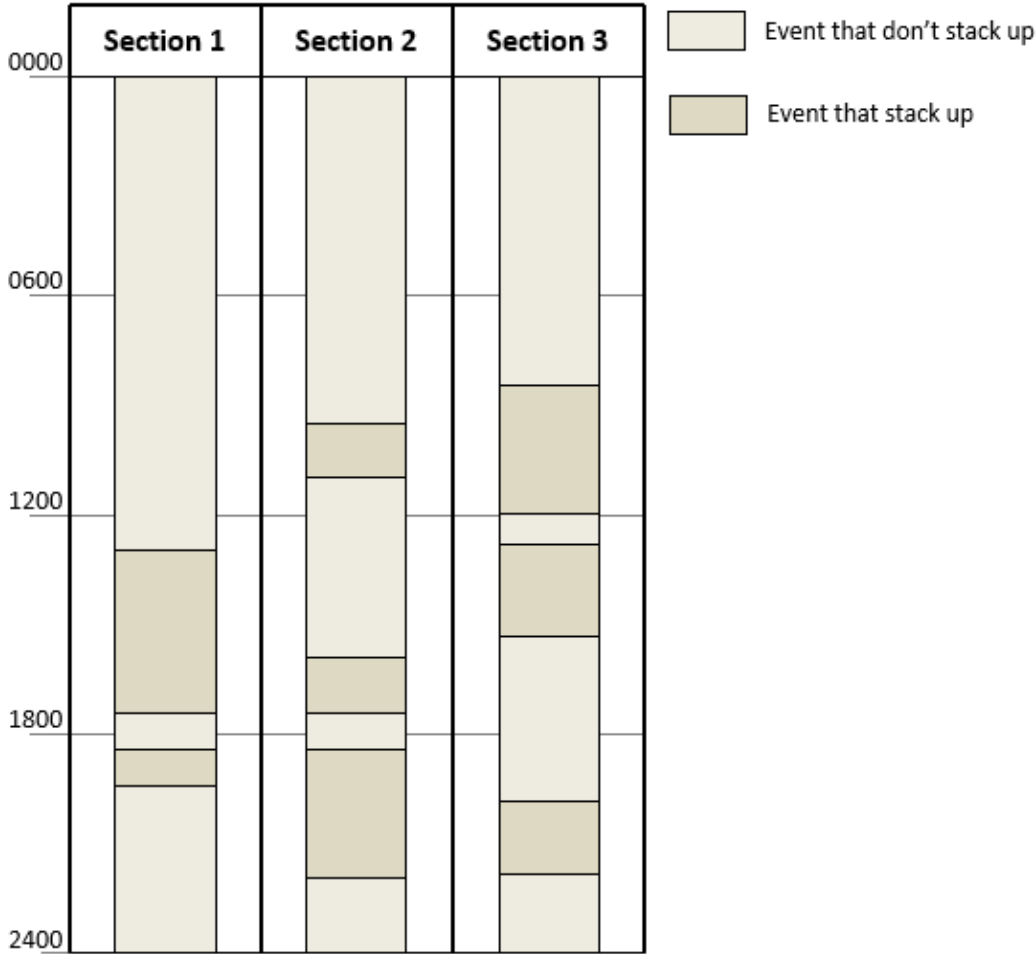 Section 1
Section 2
Section 3
Event that don't stack up
Event that stack up
0000
0600
1200
1800
2400